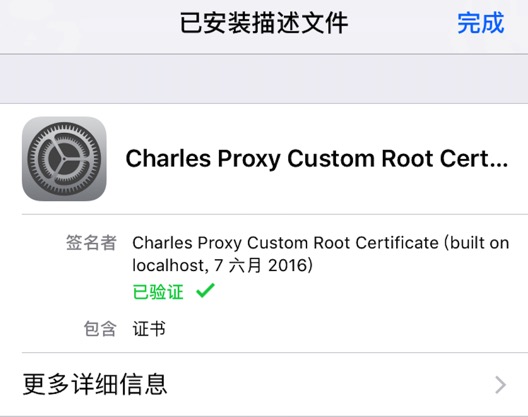 已安装描述文件
完成
Charles Proxy Custom Root Cert...
签名者
Charles Proxy Custom Root Certificate (built on
localhost, 7 六月 2016)
已验证 ✓
包含 证书
更多详细信息